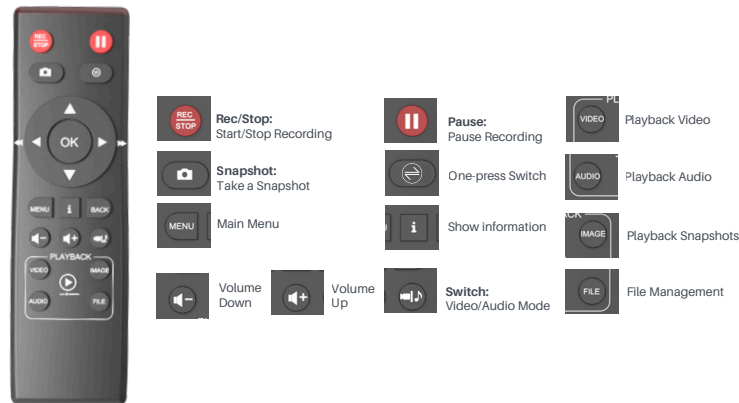 REC
STOP
OK
MENU i BACK
PLAYBACK
VIDEO IMAGE
AUDIO FILE
REC
STOP
Rec/Stop:
Start/Stop Recording
Pause:
Pause Recording
PL
VIDEO
Playback Video
Snapshot:
Take a Snapshot
One-press Switch
AUDIO
Playback Audio
MENU
Main Menu
i
Show information
ACK
IMAGE
Playback Snapshots
Volume
Down
Volume
Up
Switch:
Video/Audio Mode
FILE
File Management